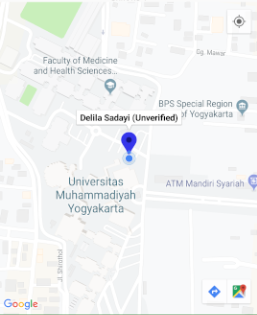 Eg. Mawar
Faculty of Medicine
and Health Sciences...
BPS Special Region
of Yogyakarta
Delila Sadayi (Unverified)
Universitas
Muhammadiyah
Yogyakarta
ATM Mandiri Syariah
Google